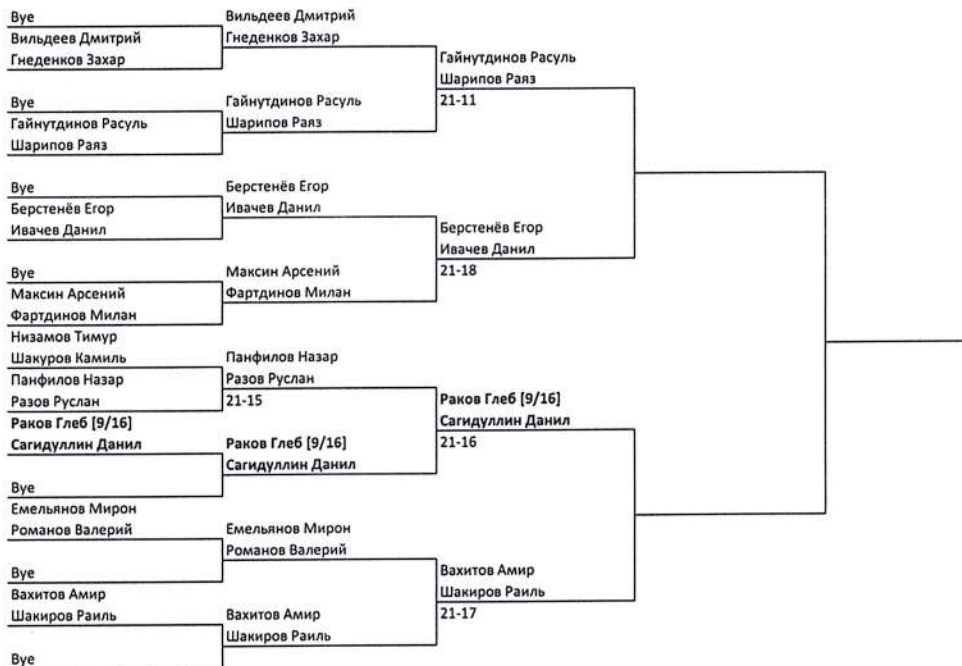 Bye
Вильдеев Дмитрий
Гнеденков Захар
Bye
Гайнутдинов Расуль
Шарипов Раяз
Bye
Берстенёв Егор
Ивачев Данил
Bye
Максин Арсений
Фартдинов Милан
Низамов Тимур
Шакуров Камиль
Панфилов Назар
Разов Руслан
Раков Глеб [9/16]
Сагидуллин Данил
Bye
Емельянов Мирон
Романов Валерий
Bye
Вахитов Амир
Шакиров Раиль
Bye
Вильдеев Дмитрий
Гнеденков Захар
Гайнутдинов Расуль
Шарипов Раяз
Берстенёв Егор
Ивачев Данил
Максин Арсений
Фартдинов Милан
Панфилов Назар
Разов Руслан
21-15
Раков Глеб [9/16]
Сагидуллин Данил
Емельянов Мирон
Романов Валерий
Вахитов Амир
Шакиров Раиль
Гайнутдинов Расуль
Шарипов Раяз
21-11
Берстенёв Егор
Ивачев Данил
21-18
Раков Глеб [9/16]
Сагидуллин Данил
21-16
Вахитов Амир
Шакиров Раиль
21-17